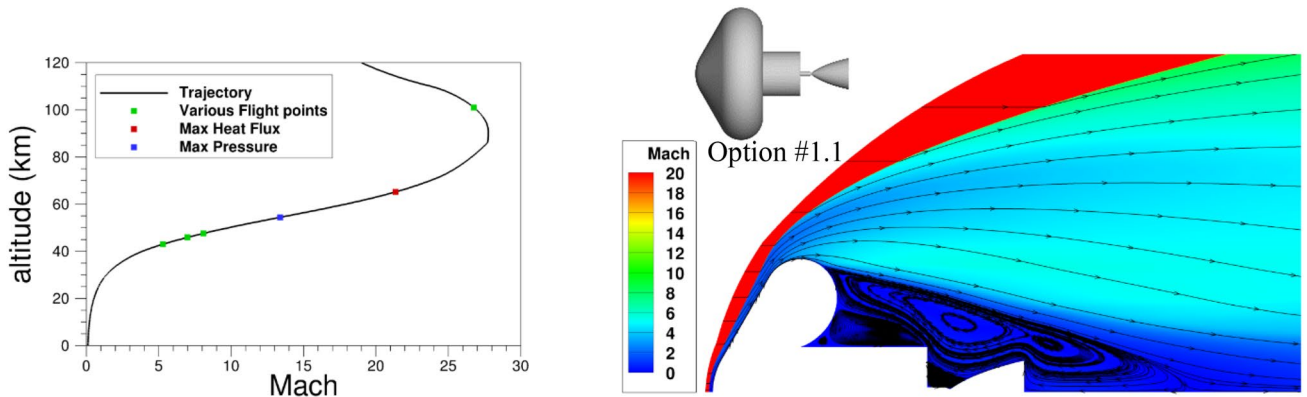 120
100
80
60
40
20
0
altitude (km)
Trajectory
Various Flight points
Max Heat Flux
Max Pressure
0 5 10 15 20 25 30
Mach
Option #1.1
Mach
20
18
16
14
12
10
8
6
4
2
0